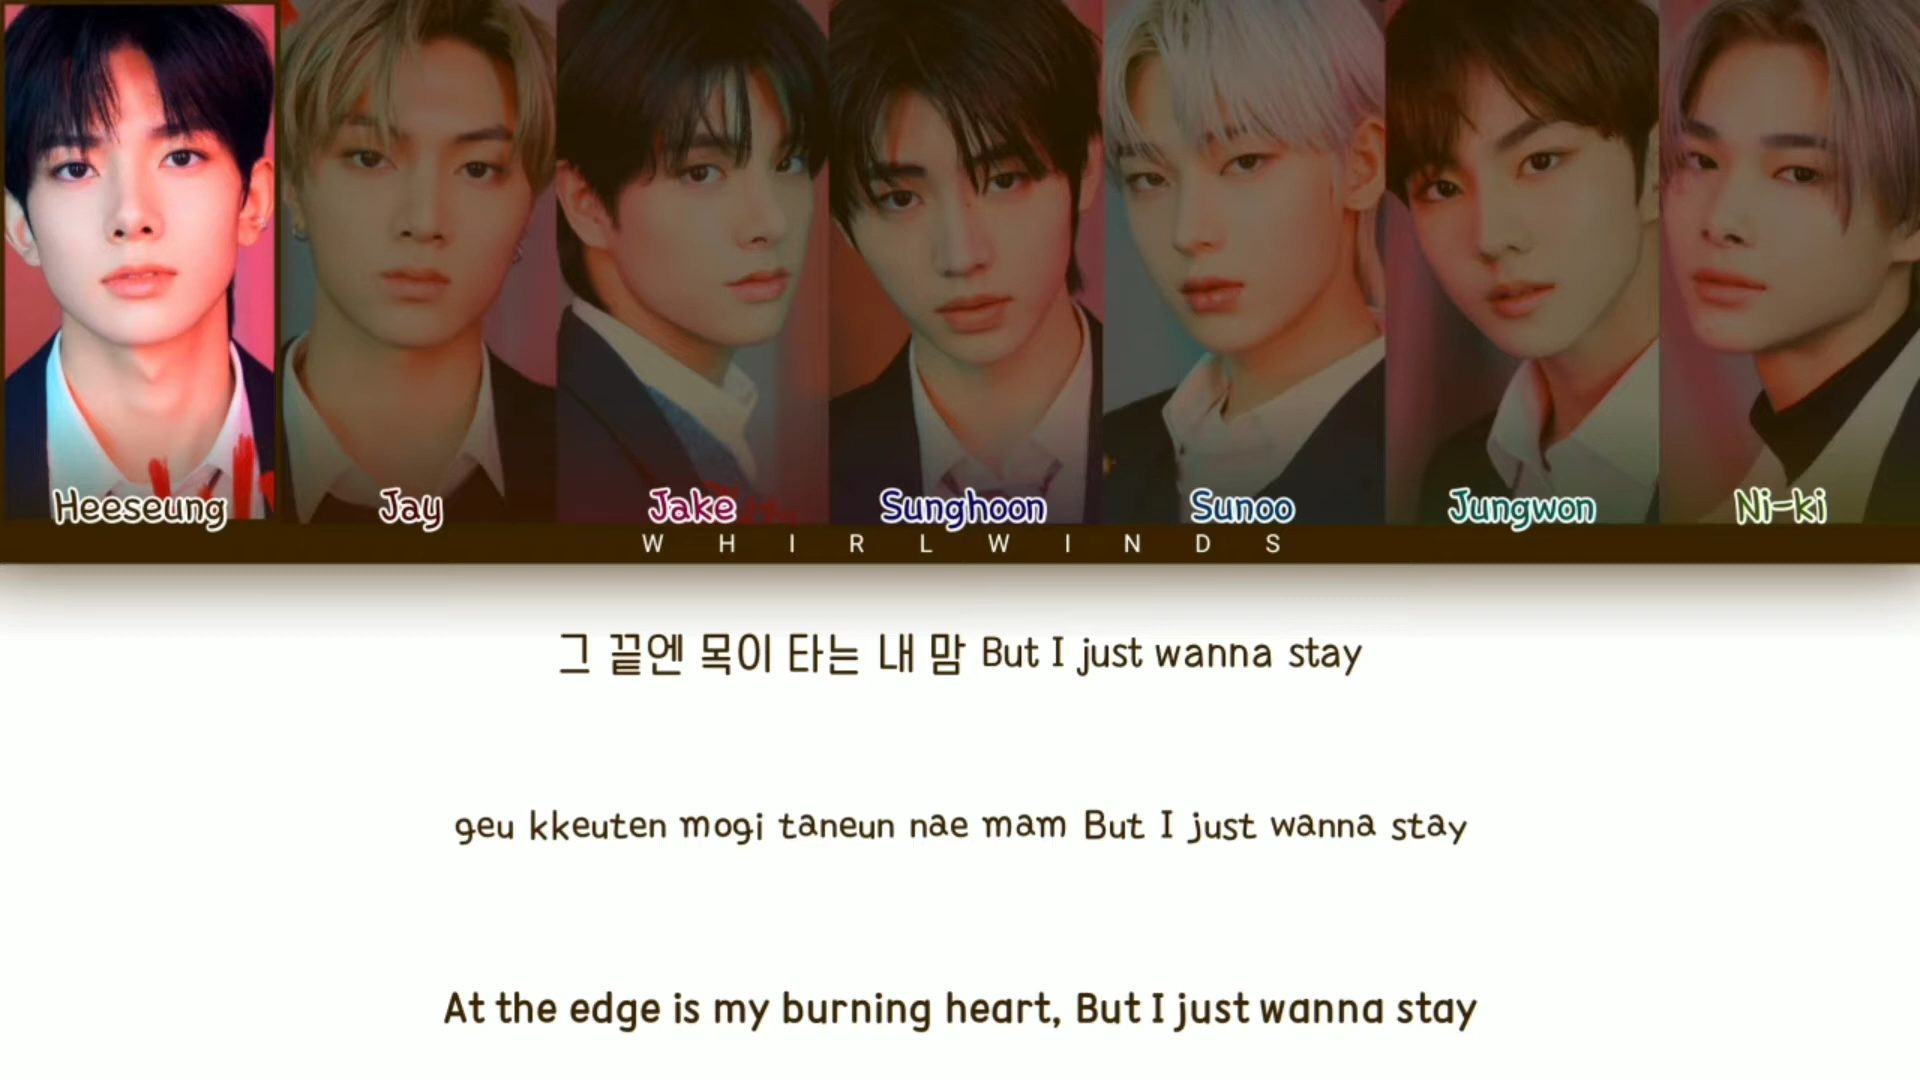 Heeseung Jay Jake Sunghoon Sunoo Jungwon Ni-ki
WHIRLWINDS
그 끝엔 목이 타는 내 맘 But I just wanna stay
geu kkeuten mogi taneun nae mam But I just wanna stay
At the edge is my burning heart, But I just wanna stay